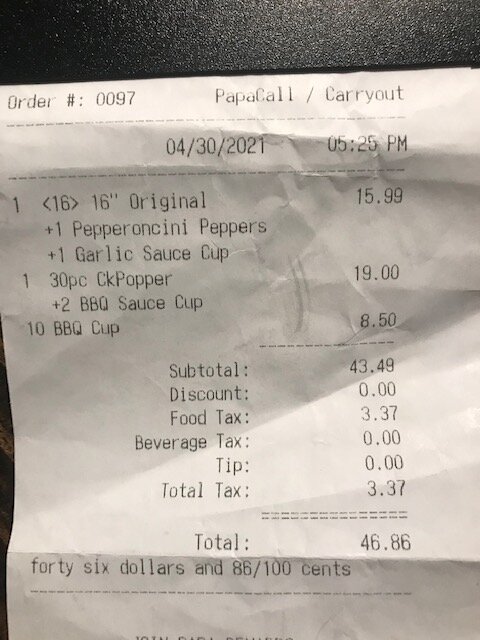 Order #: 0097 PapaCall / Carryout
04/30/2021 05:25 PM
1 <16> 16" Original 15.99
+1 Pepperoncini Peppers
+1 Garlic Sauce Cup
1 30pc CkPopper 19.00
+2 BBQ Sauce Cup
10 BBQ Cup 8.50
Subtotal: 43.49
Discount: 0.00
Food Tax: 3.37
Beverage Tax: 0.00
Tip: 0.00
Total Tax: 3.37
Total: 46.86
forty six dollars and 86/100 cents